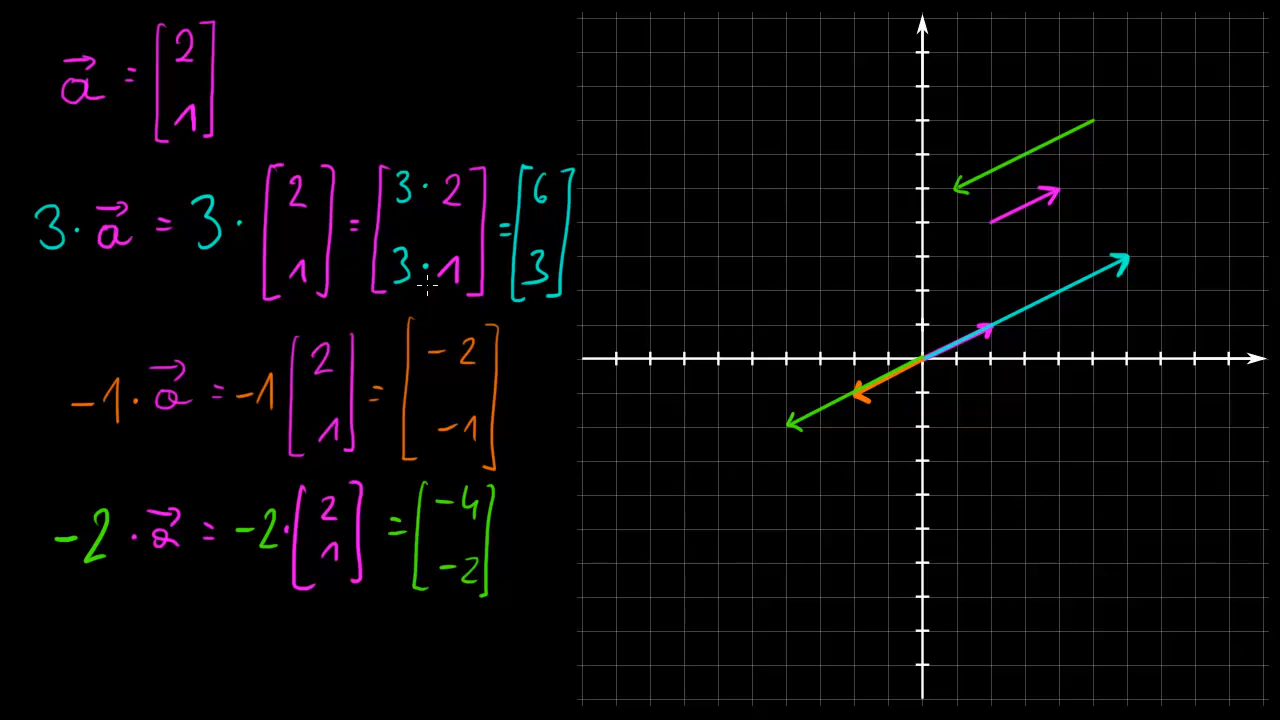 a⃗ = [2 1]
3 · a⃗ = 3 · [2 1] = [3·2 3·1] = [6 3]
-1 · a⃗ = -1 [2 1] = [-2 -1]
-2 · a⃗ = -2 · [2 1] = [-4 -2]